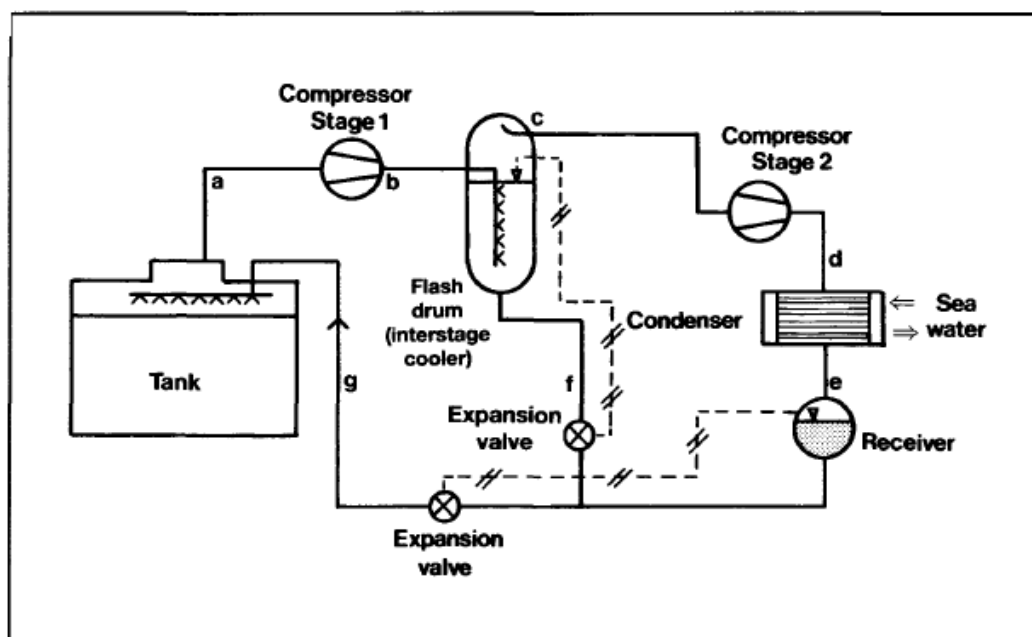 Compressor
Stage 1
c
Compressor
Stage 2
a
b
d
Flash
drum
(interstage
cooler)
Condenser
Sea
water
Tank
g
f
e
Expansion
valve
Receiver
Expansion
valve